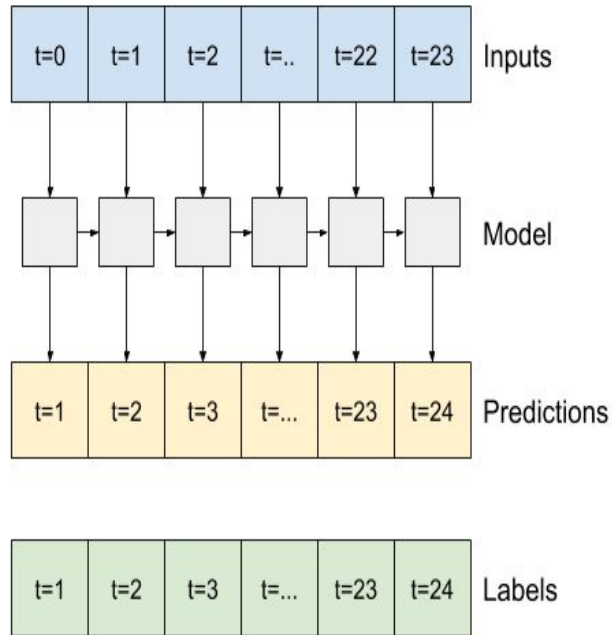 t=0 t=1 t=2 t=.. t=22 t=23 Inputs
Model
t=1 t=2 t=3 t=... t=23 t=24 Predictions
t=1 t=2 t=3 t=... t=23 t=24 Labels